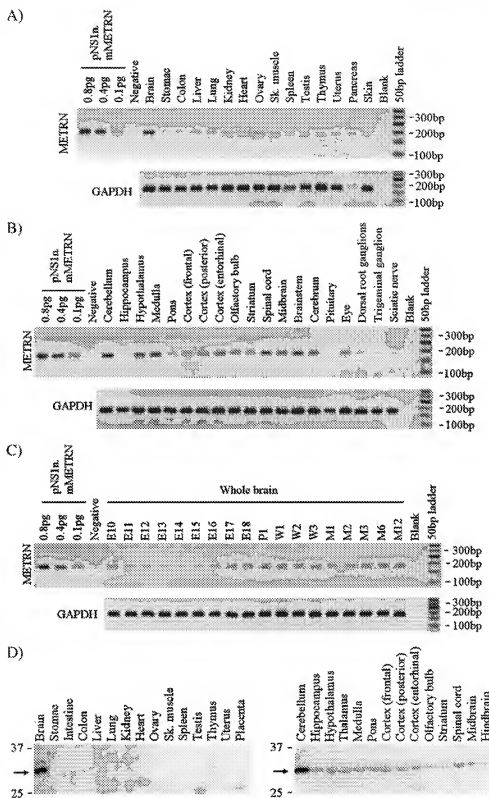 A)
pNS1n.
mMETRN
0.8pg
0.4pg
0.1pg
Negative
Brain
Stomac
Colon
Liver
Lung
Kidney
Heart
Ovary
Sk. muscle
Spleen
Testis
Thymus
Uterus
Pancreas
Skin
Blank
50bp ladder
METRN
- 300bp
- 200bp
- 100bp
GAPDH
- 300bp
- 200bp
- 100bp
B)
pNS1n.
mMETRN
0.8pg
0.4pg
0.1pg
Negative
Cerebellum
Hippocampus
Hypothalamus
Medulla
Pons
Cortex (frontal)
Cortex (posterior)
Cortex (entorhinal)
Olfactory bulb
Striatum
Spinal cord
Midbrain
Brainstem
Cerebrum
Pituitary
Eye
Dorsal root ganglions
Trigeminal ganglion
Sciatic nerve
Blank
50bp ladder
METRN
- 300bp
- 200bp
- 100bp
GAPDH
- 300bp
- 200bp
- 100bp
C)
pNS1n.
mMETRN
Whole brain
0.8pg
0.4pg
0.1pg
Negative
E10
E11
E12
E13
E14
E15
E16
E17
E18
P1
W1
W2
W3
M1
M2
M3
M6
M12
Blank
50bp ladder
METRN
- 300bp
- 200bp
- 100bp
GAPDH
- 300bp
- 200bp
- 100bp
D)
Brain
Stomac
Intestine
Colon
Liver
Lung
Kidney
Heart
Ovary
Sk. muscle
Spleen
Testis
Thymus
Uterus
Placenta
37
25
Cerebellum
Hippocampus
Hypothalamus
Thalamus
Medulla
Pons
Cortex (frontal)
Cortex (posterior)
Cortex (entorhinal)
Olfactory bulb
Striatum
Spinal cord
Midbrain
Hindbrain
37
25